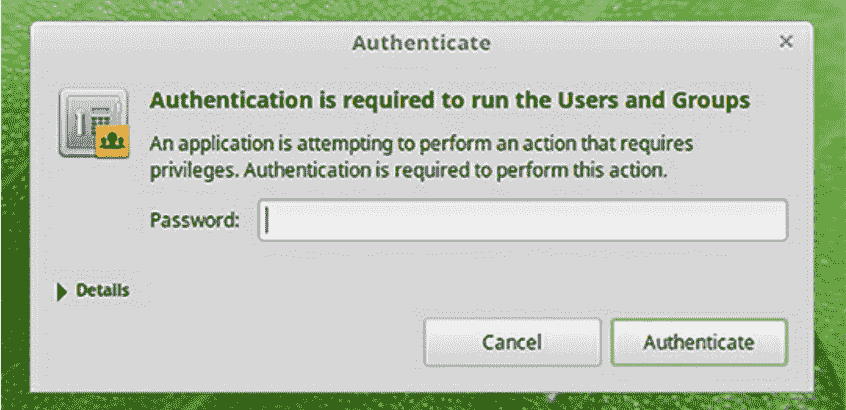 Authenticate
Authentication is required to run the Users and Groups
An application is attempting to perform an action that requires
privileges. Authentication is required to perform this action.
Password:
Details
Cancel Authenticate